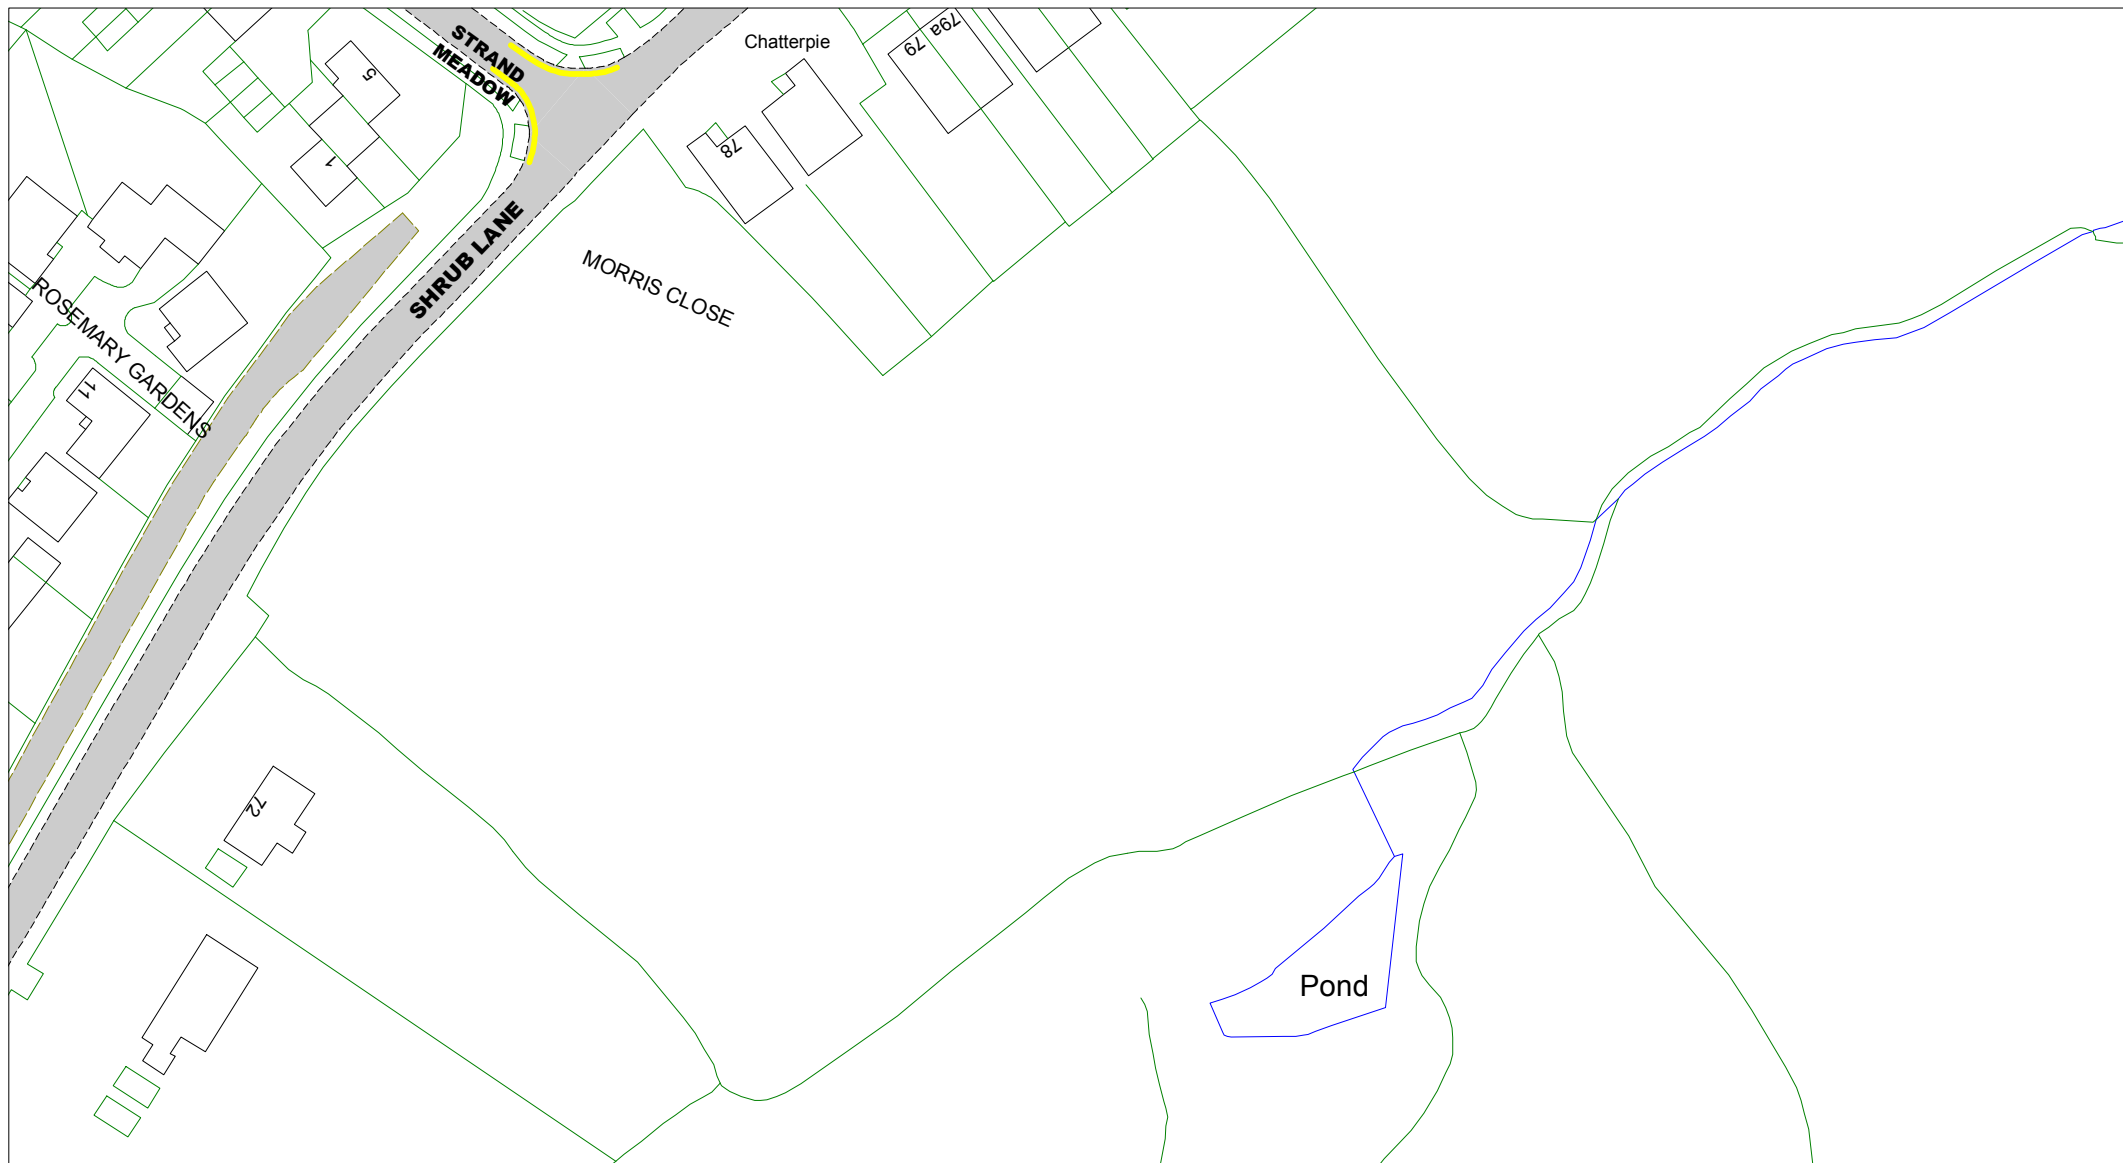 STRAND
MEADOW
Chatterpie
79
79a
5
1
78
SHRUB LANE
MORRIS CLOSE
ROSEMARY GARDENS
11
72
Pond